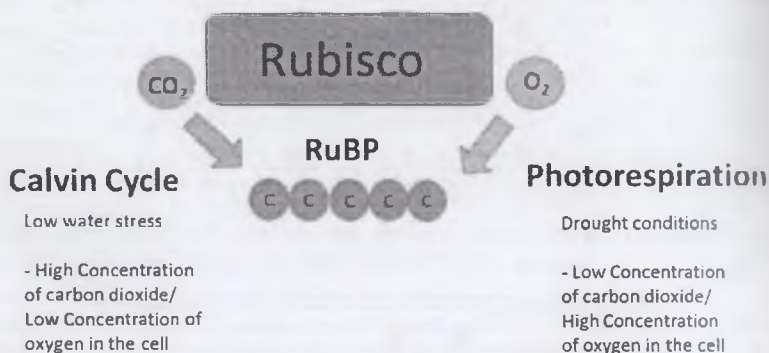 Rubisco
CO₂
O₂
RuBP
C C C C C
Calvin Cycle
Low water stress
- High Concentration
of carbon dioxide/
Low Concentration of
oxygen in the cell
Photorespiration
Drought conditions
- Low Concentration
of carbon dioxide/
High Concentration
of oxygen in the cell